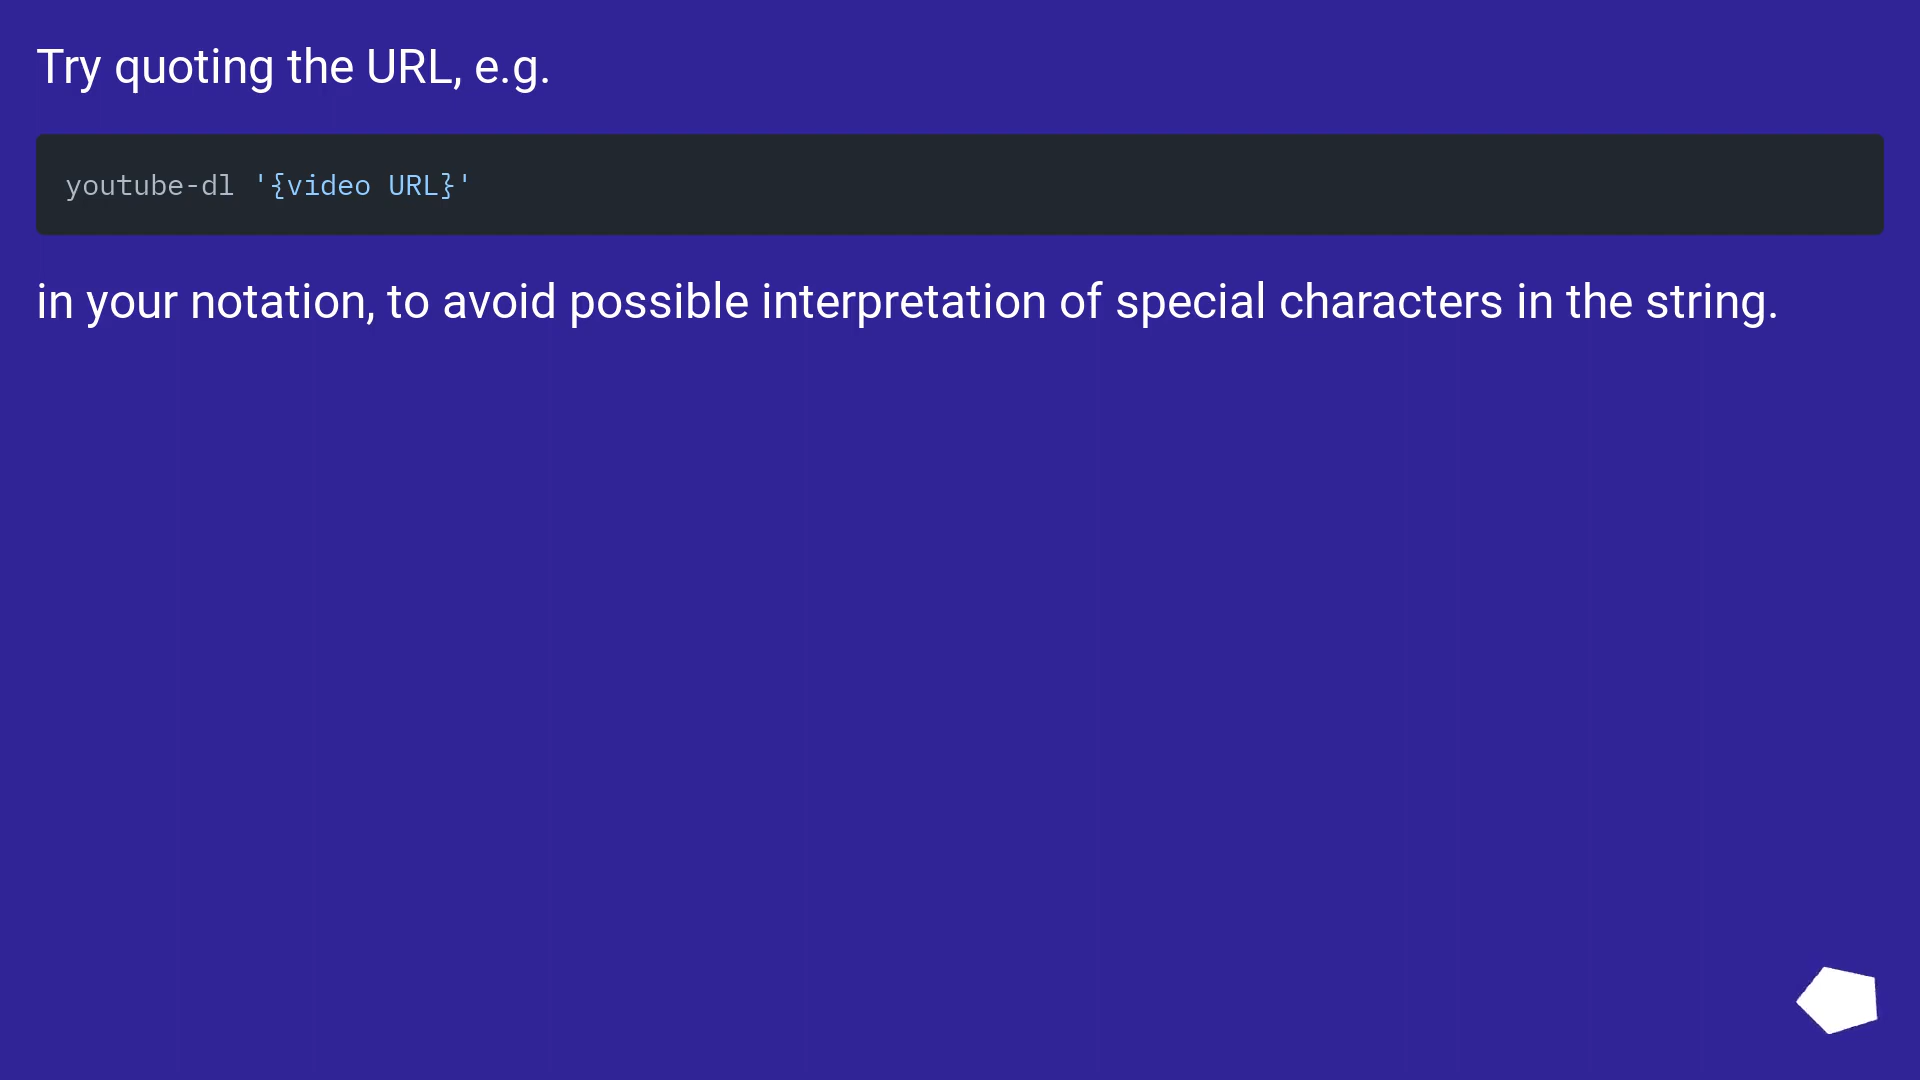 Try quoting the URL, e.g.
youtube-dl '{video URL}'
in your notation, to avoid possible interpretation of special characters in the string.